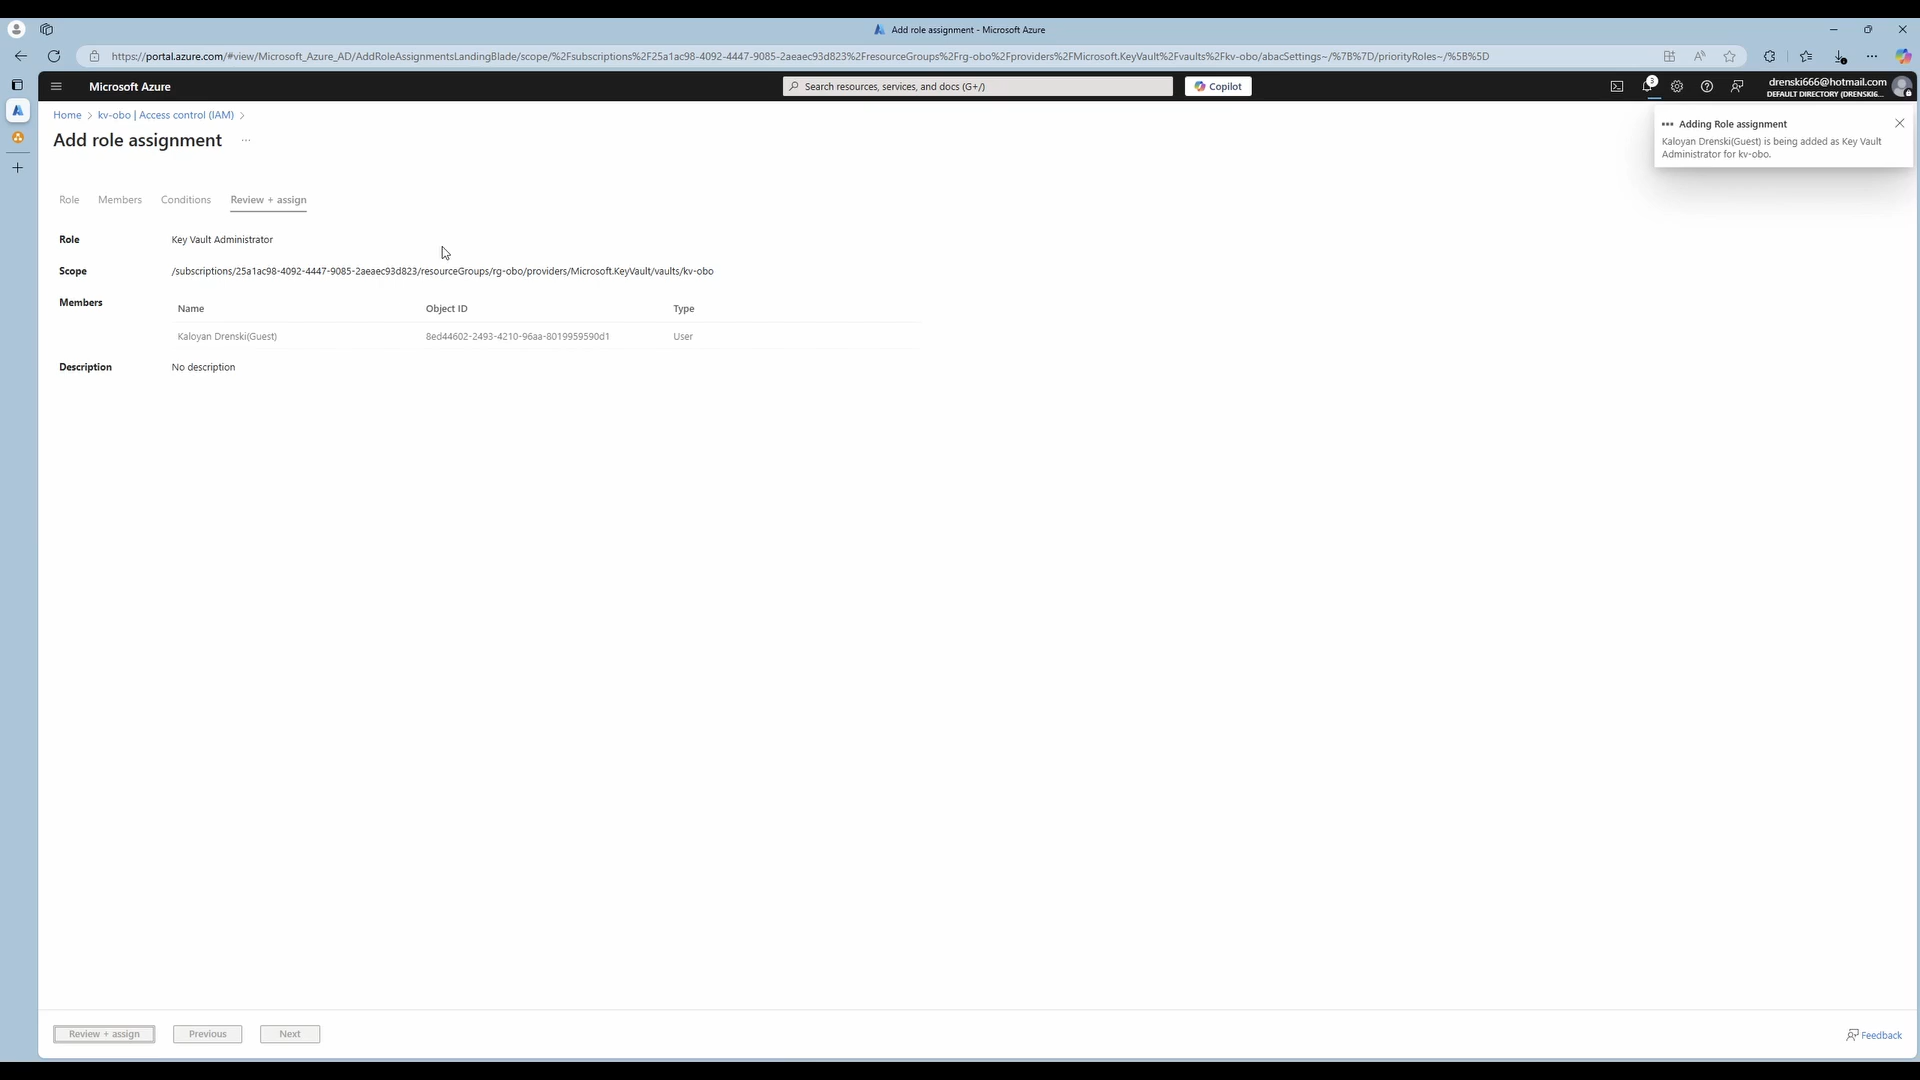 Add role assignment - Microsoft Azure
https://portal.azure.com/#view/Microsoft_Azure_AD/AddRoleAssignmentsLandingBlade/scope/%2Fsubscriptions%2F25a1ac98-4092-4447-9085-2aeaec93d823%2FresourceGroups%2Frg-obo%2Fproviders%2FMicrosoft.KeyVault%2Fvaults%2Fkv-obo/abacSettings~/%7B%7D/priorityRoles~/%5B%5D
Microsoft Azure
Search resources, services, and docs (G+/)
Copilot
3
drenski666@hotmail.com
DEFAULT DIRECTORY (DRENSKI6...
Home > kv-obo | Access control (IAM) >
Add role assignment ...
Adding Role assignment
Kaloyan Drenski(Guest) is being added as Key Vault
Administrator for kv-obo.
Role Members Conditions Review + assign
Role Key Vault Administrator
Scope /subscriptions/25a1ac98-4092-4447-9085-2aeaec93d823/resourceGroups/rg-obo/providers/Microsoft.KeyVault/vaults/kv-obo
Members
Name Object ID Type
Kaloyan Drenski(Guest) 8ed44602-2493-4210-96aa-8019959590d1 User
Description No description
Review + assign Previous Next
Feedback